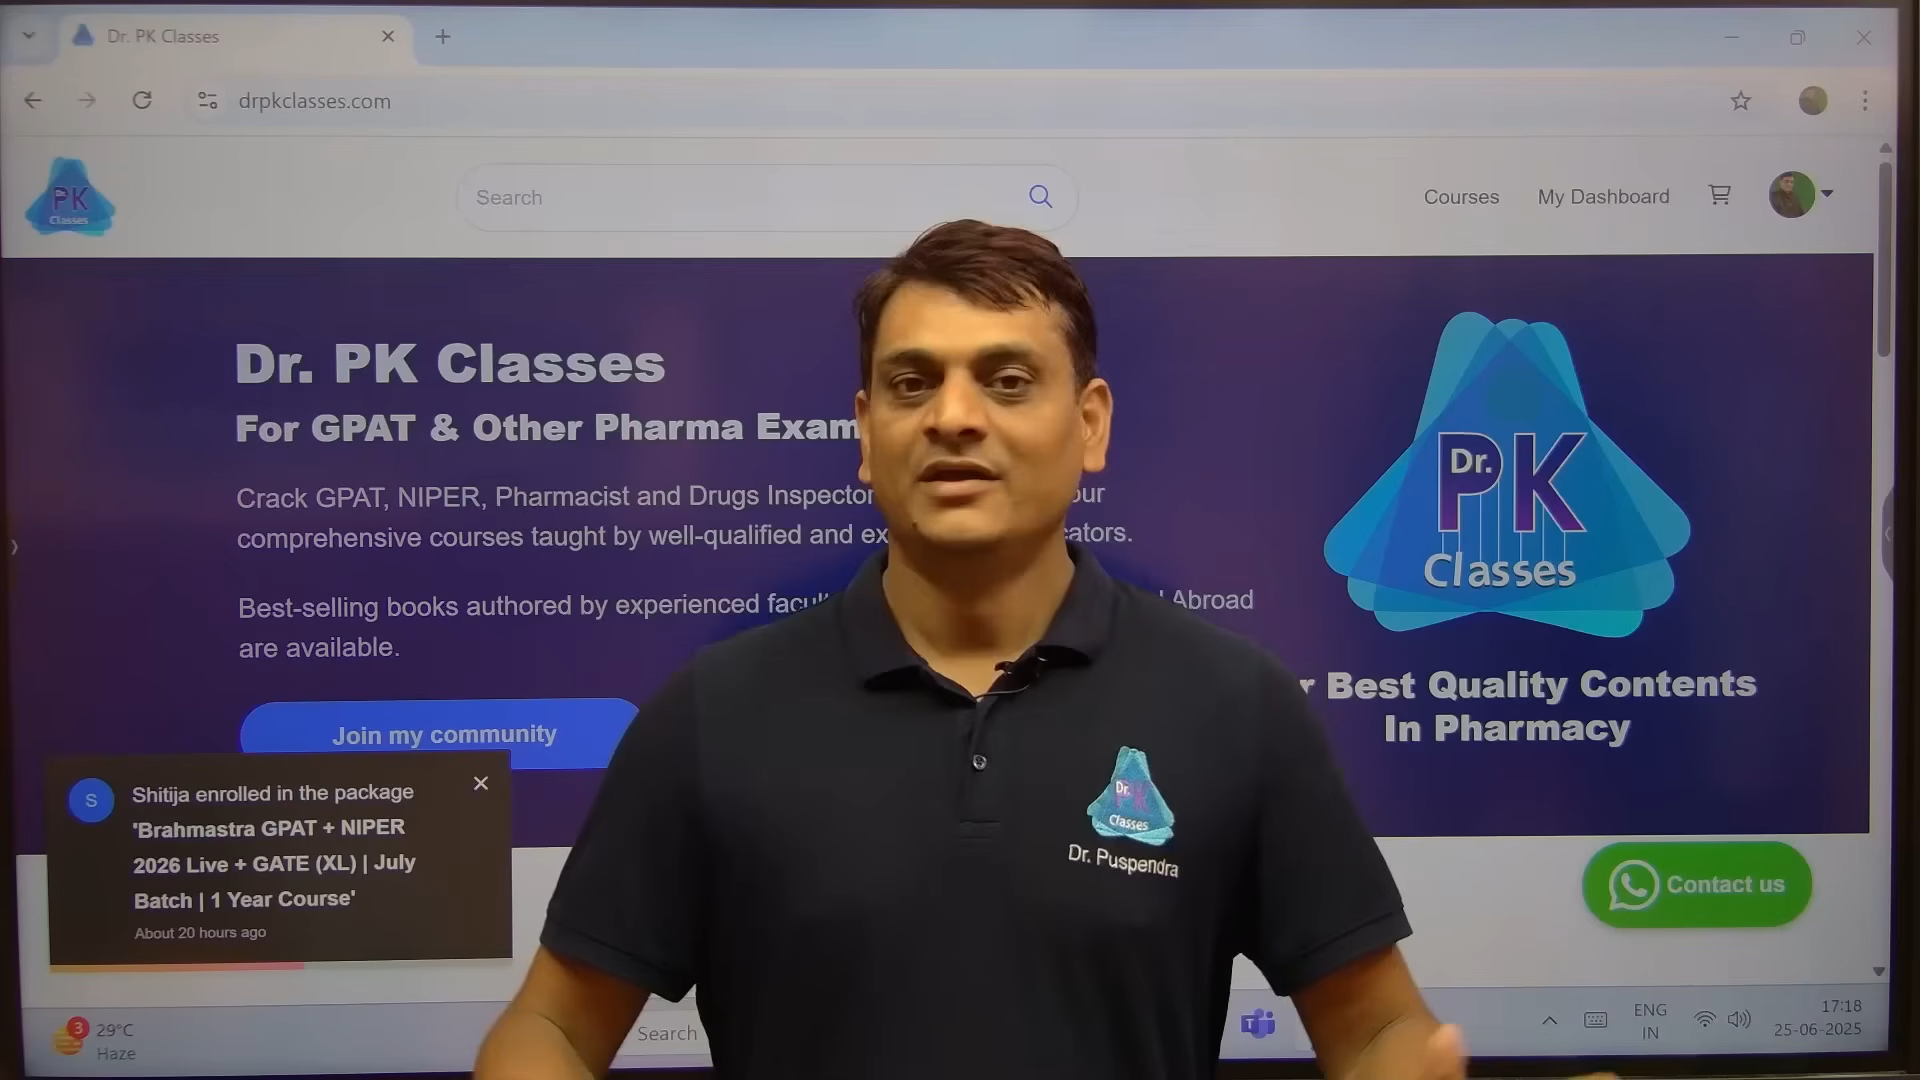 Dr. PK Classes
drpkclasses.com
Dr.
PK
Classes
Search
Courses
My Dashboard
Dr. PK Classes
For GPAT & Other Pharma Exam
Crack GPAT, NIPER, Pharmacist and Drugs Inspector
comprehensive courses taught by well-qualified and
Best-selling books authored by experienced
Abroad
are available.
Join my community
Dr.
PK
Classes
Best Quality Contents
In Pharmacy
S
Shitija enrolled in the package
'Brahmastra GPAT + NIPER
2026 Live + GATE (XL) | July
Batch | 1 Year Course'
About 20 hours ago
Dr.
PK
Classes
Dr. Puspendra
Contact us
3
29°C
Haze
Search
T
ENG
IN
17:18
25-06-2025